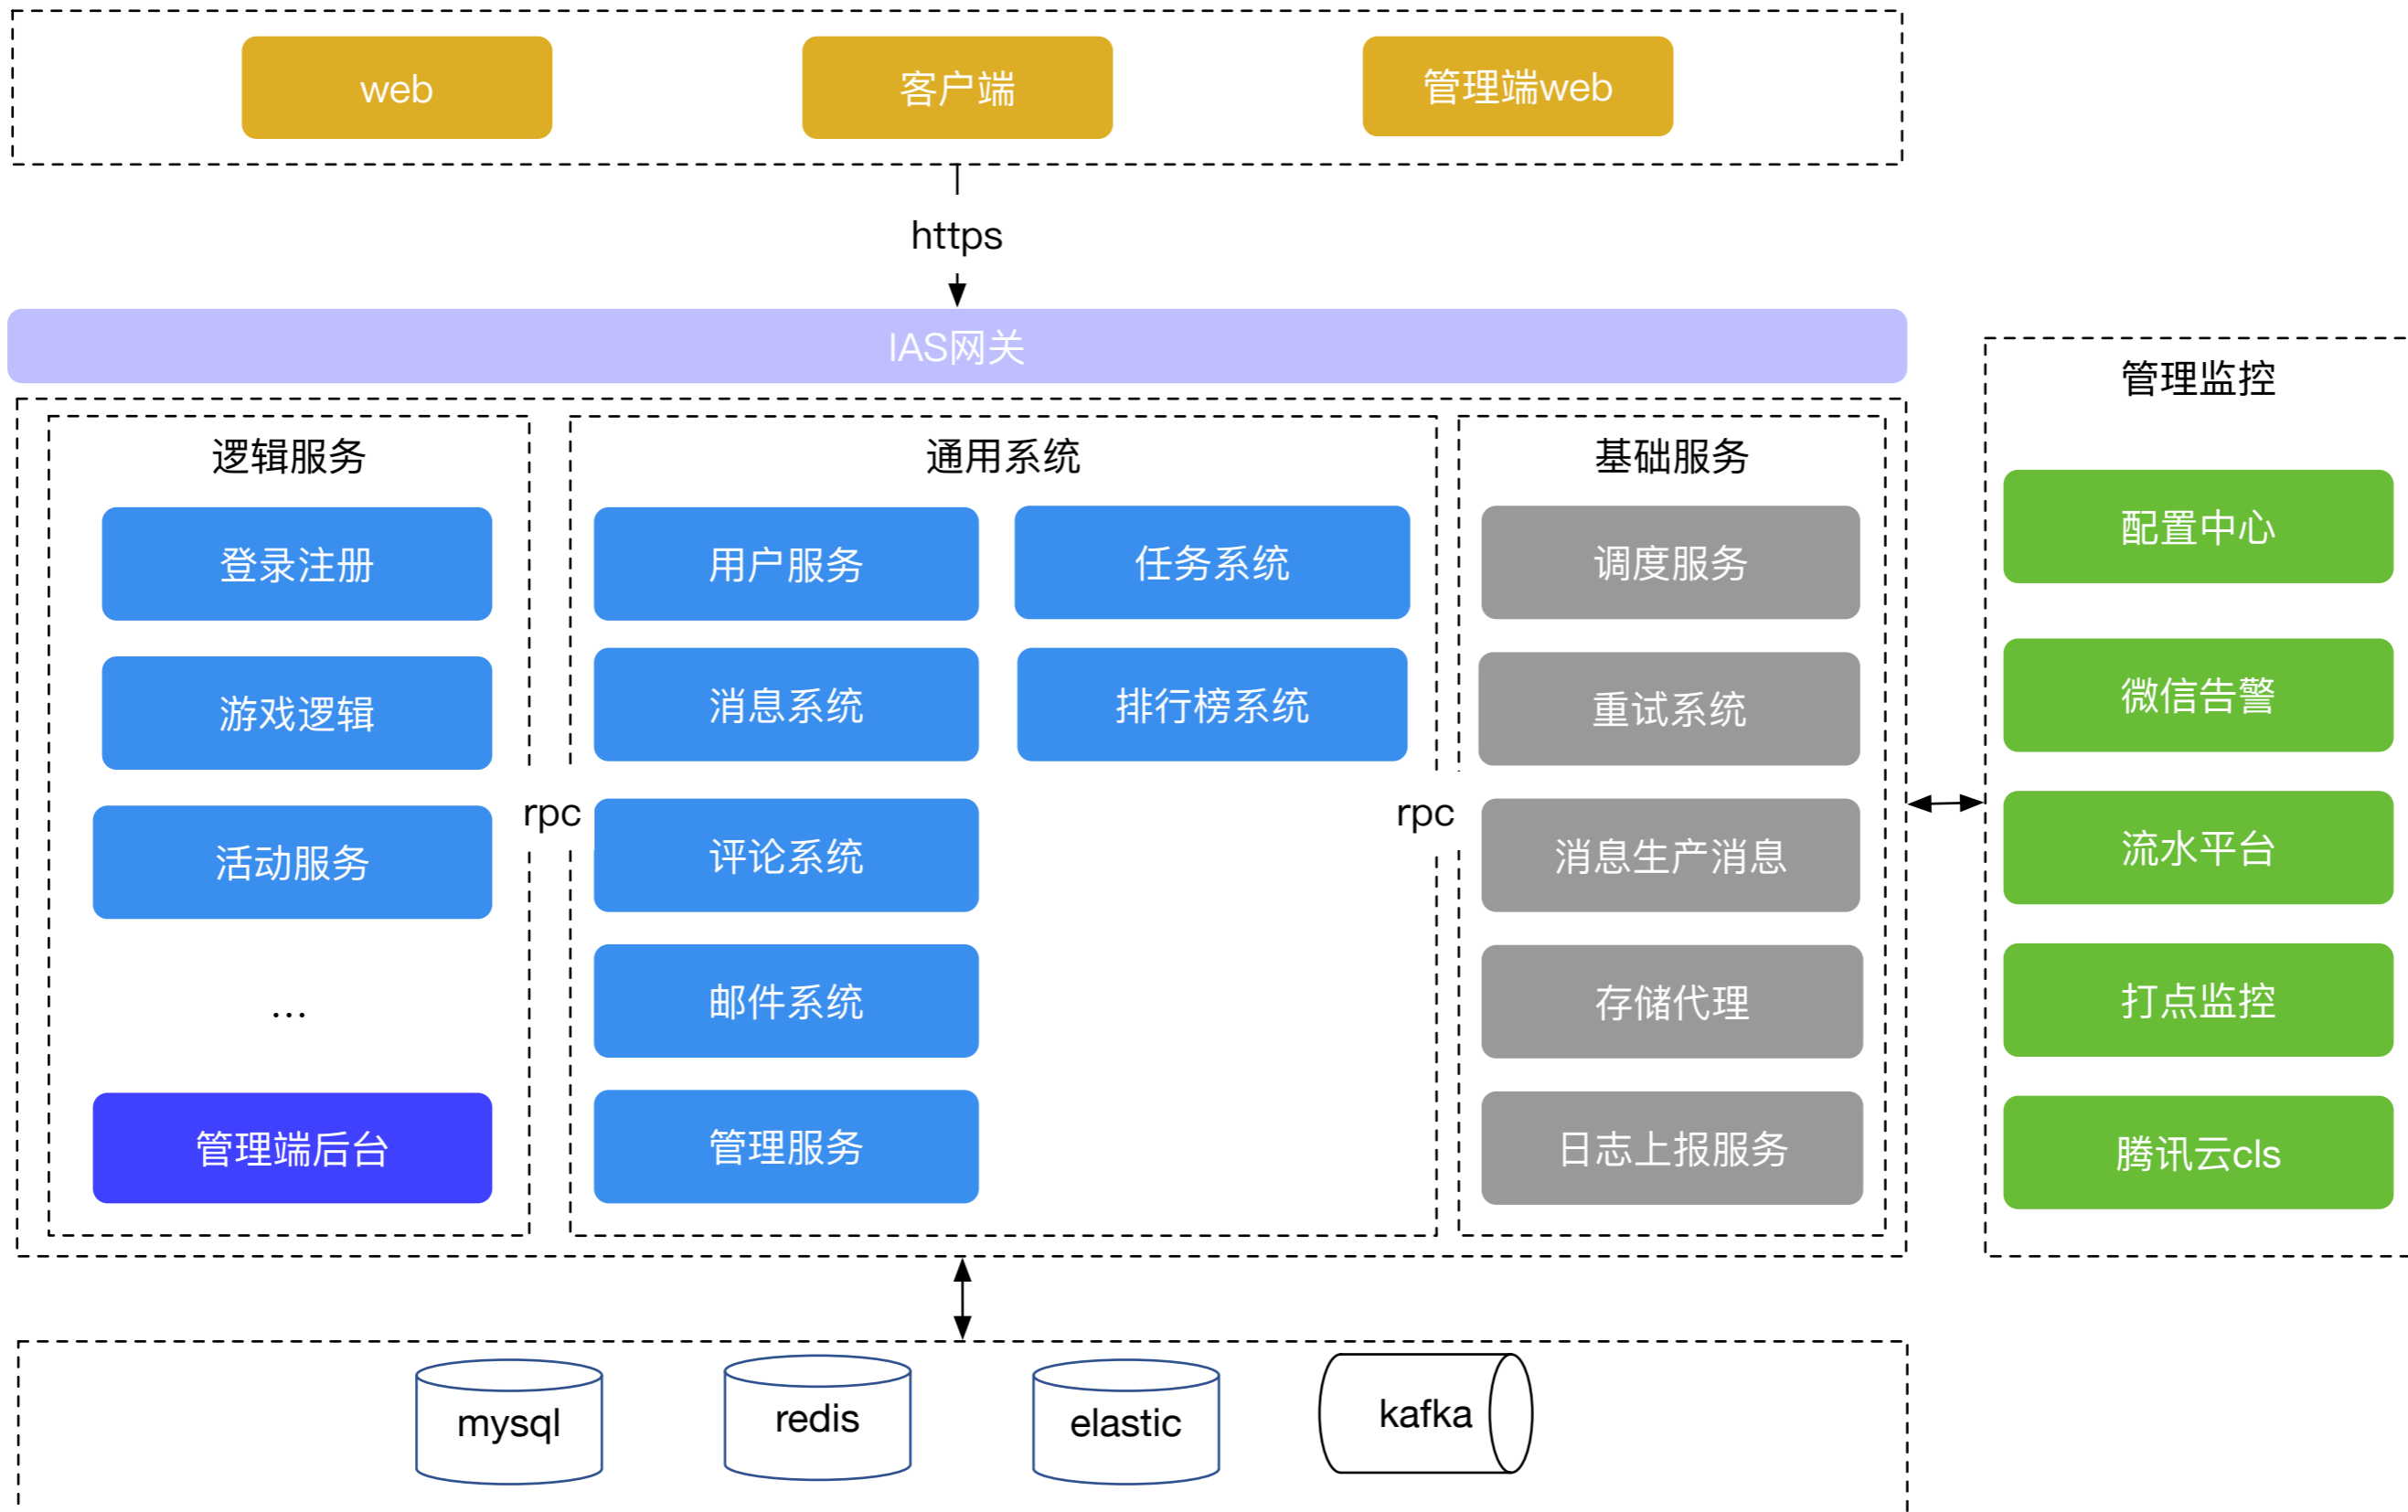 web
客户端
管理端web
https
IAS网关
逻辑服务
登录注册
游戏逻辑
活动服务
...
管理端后台
rpc
通用系统
用户服务
任务系统
消息系统
排行榜系统
评论系统
邮件系统
管理服务
rpc
基础服务
调度服务
重试系统
消息生产消息
存储代理
日志上报服务
管理监控
配置中心
微信告警
流水平台
打点监控
腾讯云cls
mysql
redis
elastic
kafka